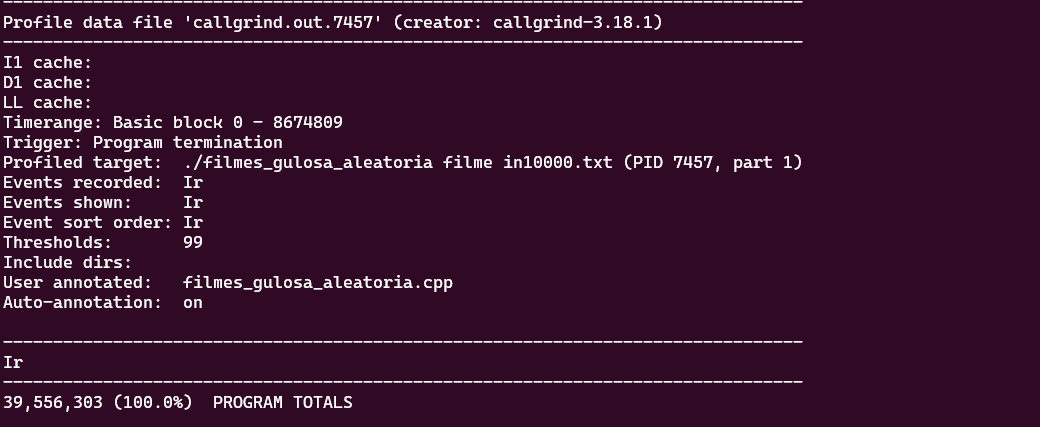 --------------------------------------------------------------------------------
Profile data file 'callgrind.out.7457' (creator: callgrind-3.18.1)
--------------------------------------------------------------------------------
I1 cache:
D1 cache:
LL cache:
Timerange: Basic block 0 - 8674809
Trigger: Program termination
Profiled target:  ./filmes_gulosa_aleatoria filme in10000.txt (PID 7457, part 1)
Events recorded:  Ir
Events shown:     Ir
Event sort order: Ir
Thresholds:       99
Include dirs:
User annotated:   filmes_gulosa_aleatoria.cpp
Auto-annotation:  on
--------------------------------------------------------------------------------
Ir
--------------------------------------------------------------------------------
39,556,303 (100.0%)  PROGRAM TOTALS